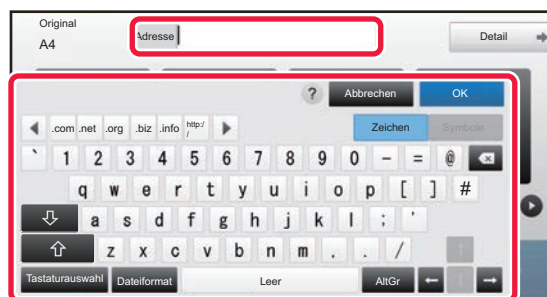 Original
A4
Adresse
Detail
? Abbrechen OK
.com .net .org .biz .info http:/
/
Zeichen Symbole
` 1 2 3 4 5 6 7 8 9 0 - = @
q w e r t y u i o p [ ] #
a s d f g h j k l ; '
z x c v b n m . . /
Tastaturauswahl Dateiformat Leer AltGr